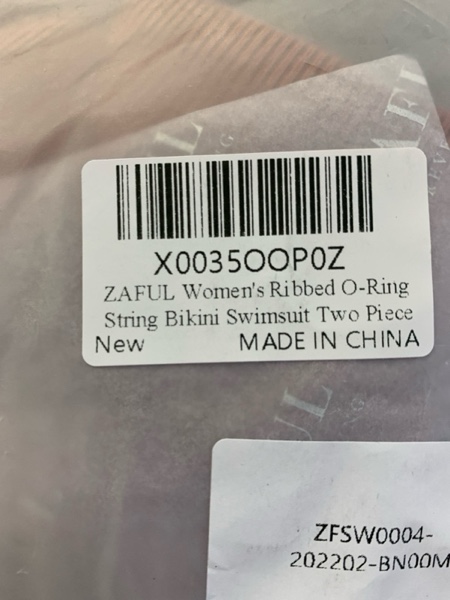 X0035OOP0Z
ZAFUL Women's Ribbed O-Ring
String Bikini Swimsuit Two Piece
New MADE IN CHINA
ZFSW0004-
202202-BN00M